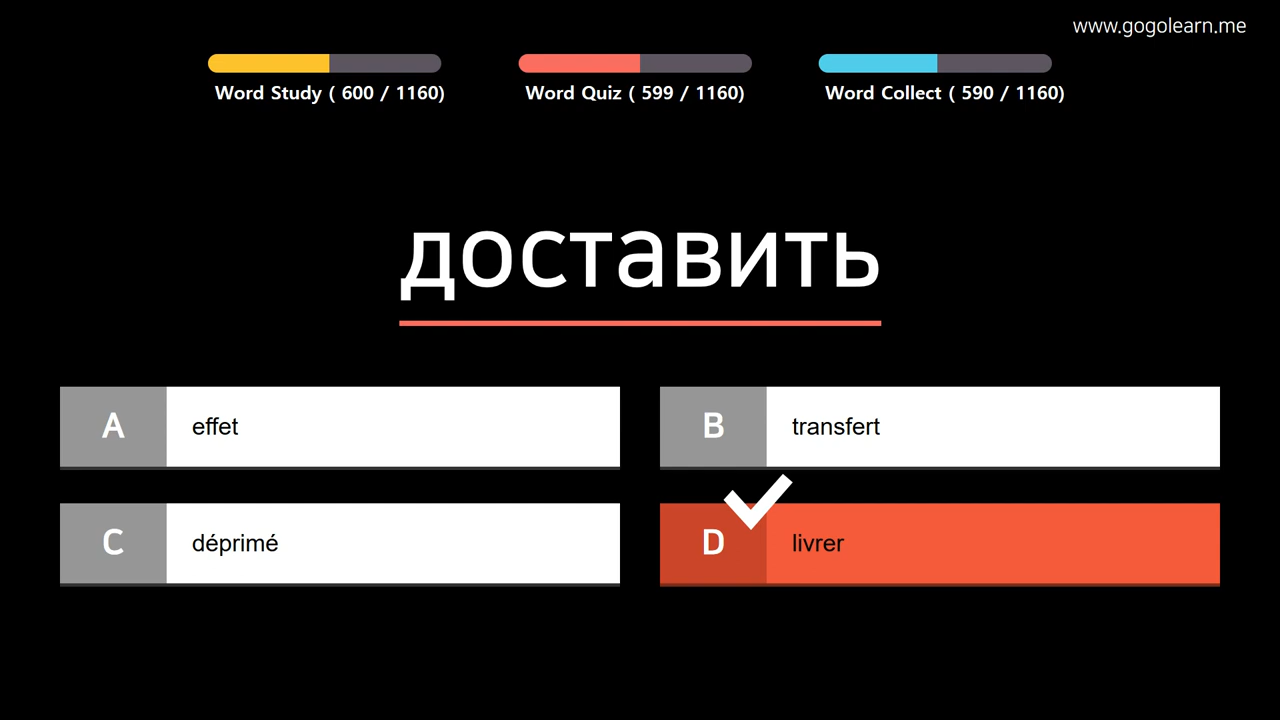 www.gogolearn.me
Word Study ( 600 / 1160)
Word Quiz ( 599 / 1160)
Word Collect ( 590 / 1160)
доставить
A effet
B transfert
C déprimé
D livrer